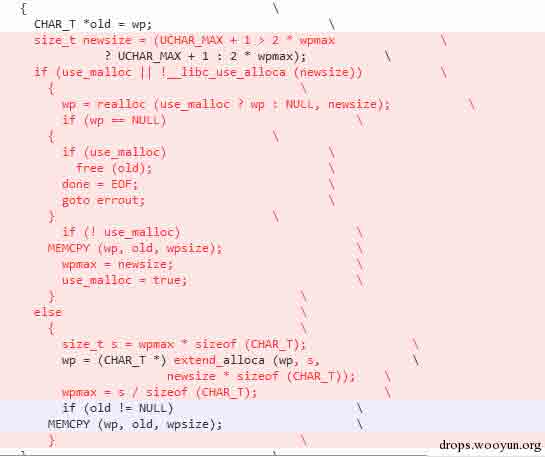 { \
CHAR_T *old = wp; \
size_t newsize = (UCHAR_MAX + 1 > 2 * wpmax \
? UCHAR_MAX + 1 : 2 * wpmax); \
if (use_malloc || !__libc_use_alloca (newsize)) \
{ \
wp = realloc (use_malloc ? wp : NULL, newsize); \
if (wp == NULL) \
{ \
if (use_malloc) \
free (old); \
done = EOF; \
goto errout; \
} \
if (! use_malloc) \
MEMCPY (wp, old, wpsize); \
wpmax = newsize; \
use_malloc = true; \
} \
else \
{ \
size_t s = wpmax * sizeof (CHAR_T); \
wp = (CHAR_T *) extend_alloca (wp, s, \
newsize * sizeof (CHAR_T)); \
wpmax = s / sizeof (CHAR_T); \
if (old != NULL) \
MEMCPY (wp, old, wpsize); \
} \
drops.wooyun.org